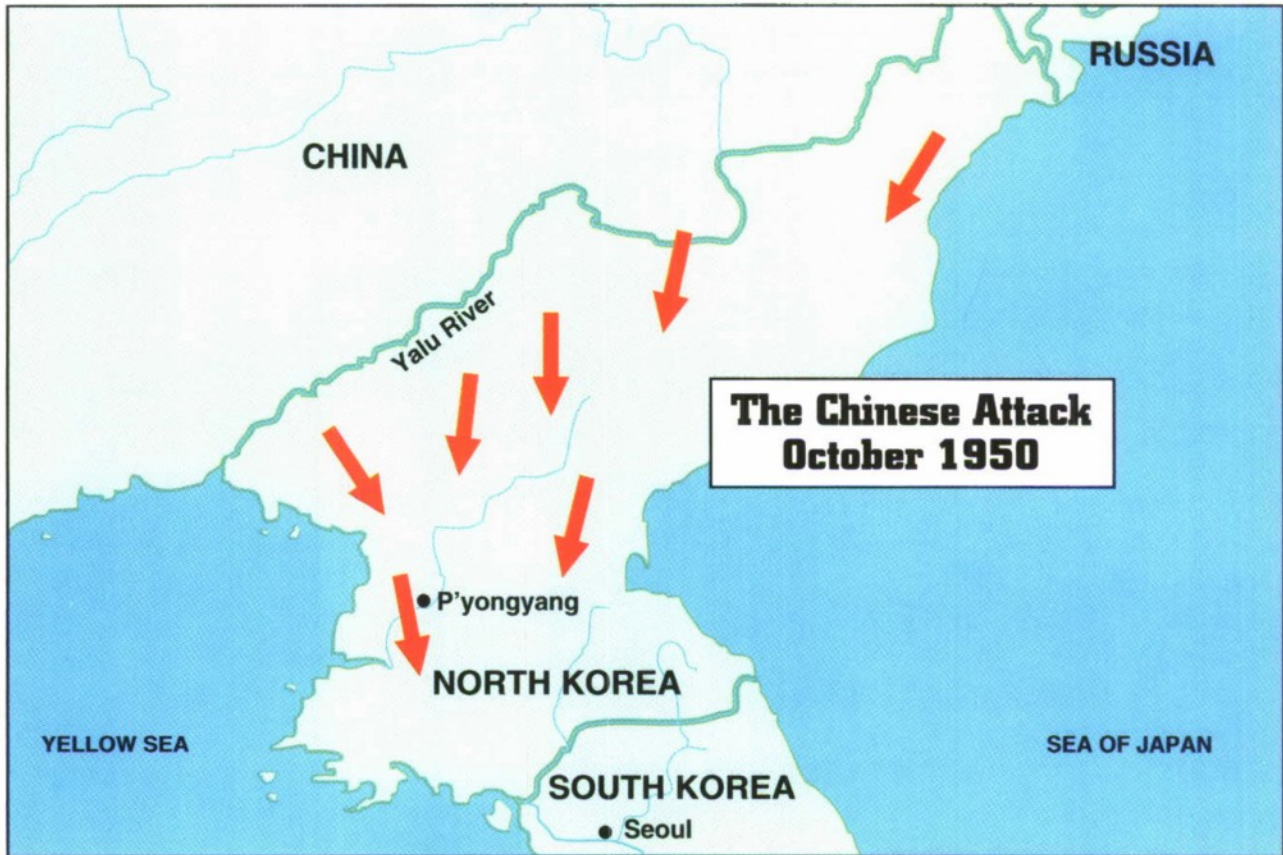 RUSSIA
CHINA
Yalu River
The Chinese Attack
October 1950
P'yongyang
NORTH KOREA
YELLOW SEA
SEA OF JAPAN
SOUTH KOREA
Seoul